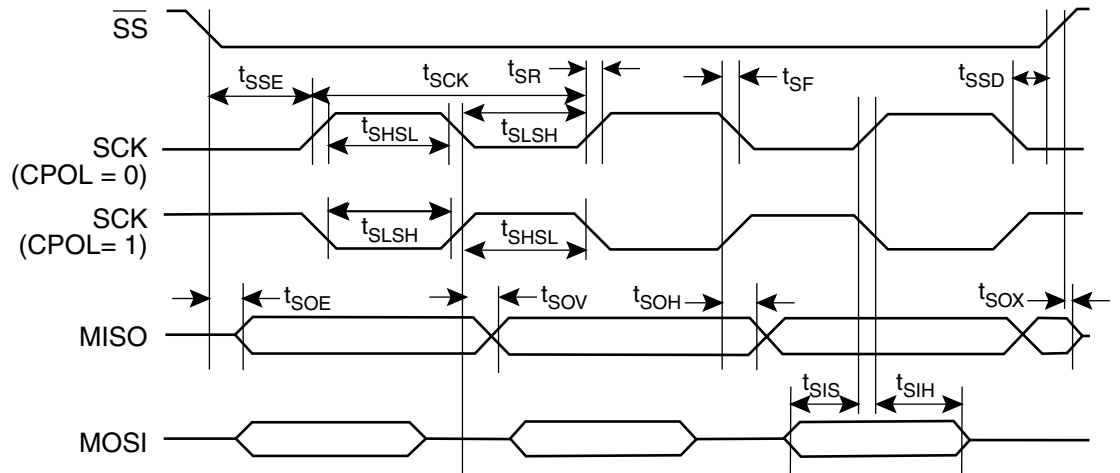 SS
tSSE
tSCK
tSR
tSF
tSSD
SCK
(CPOL = 0)
tSHSL
tSLSH
SCK
(CPOL= 1)
tSLSH
tSHSL
tSOE
tSOV
tSOH
tSOX
MISO
tSIS
tSIH
MOSI